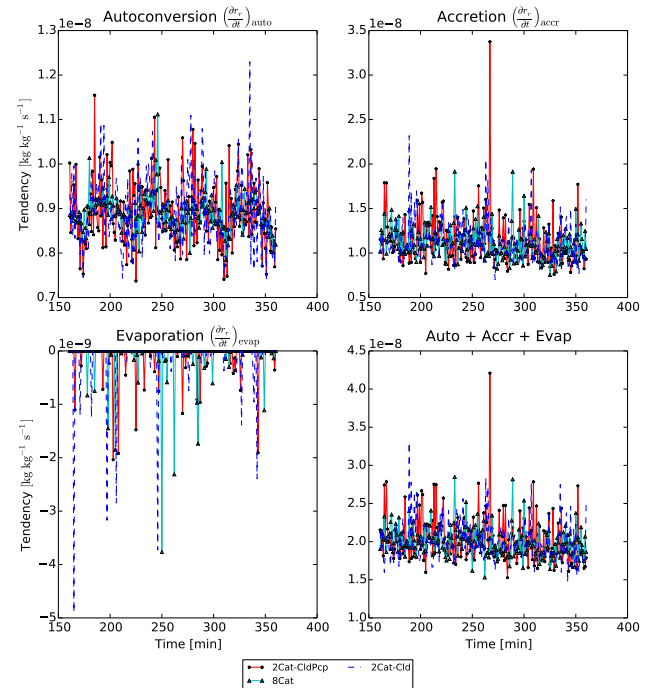 Autoconversion (∂r_r/∂t)_auto
1e−8
1.3
1.2
1.1
1.0
0.9
0.8
0.7
Tendency [kg kg⁻¹ s⁻¹]
150 200 250 300 350 400
Accretion (∂r_r/∂t)_accr
1e−8
3.5
3.0
2.5
2.0
1.5
1.0
0.5
150 200 250 300 350 400
Evaporation (∂r_r/∂t)_evap
1e−9
0
−1
−2
−3
−4
−5
Tendency [kg kg⁻¹ s⁻¹]
150 200 250 300 350 400
Time [min]
Auto + Accr + Evap
1e−8
4.5
4.0
3.5
3.0
2.5
2.0
1.5
1.0
150 200 250 300 350 400
Time [min]
2Cat-CldPcp 2Cat-Cld
8Cat